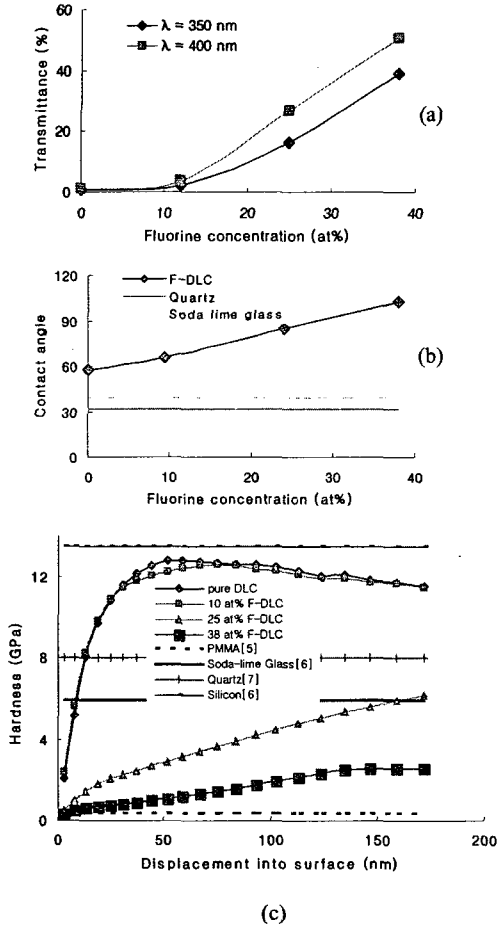 60
40
20
0
Transmittance (%)
λ = 350 nm
λ = 400 nm
0 10 20 30 40
Fluorine concentration (at%)
(a)
120
90
60
30
0
Contact angle
F-DLC
Quartz
Soda lime glass
0 10 20 30 40
Fluorine concentration (at%)
(b)
12
8
4
0
Hardness (GPa)
pure DLC
10 at% F-DLC
25 at% F-DLC
38 at% F-DLC
PMMA[5]
Soda-lime Glass[6]
Quartz[7]
Silicon[6]
0 50 100 150 200
Displacement into surface (nm)
(c)